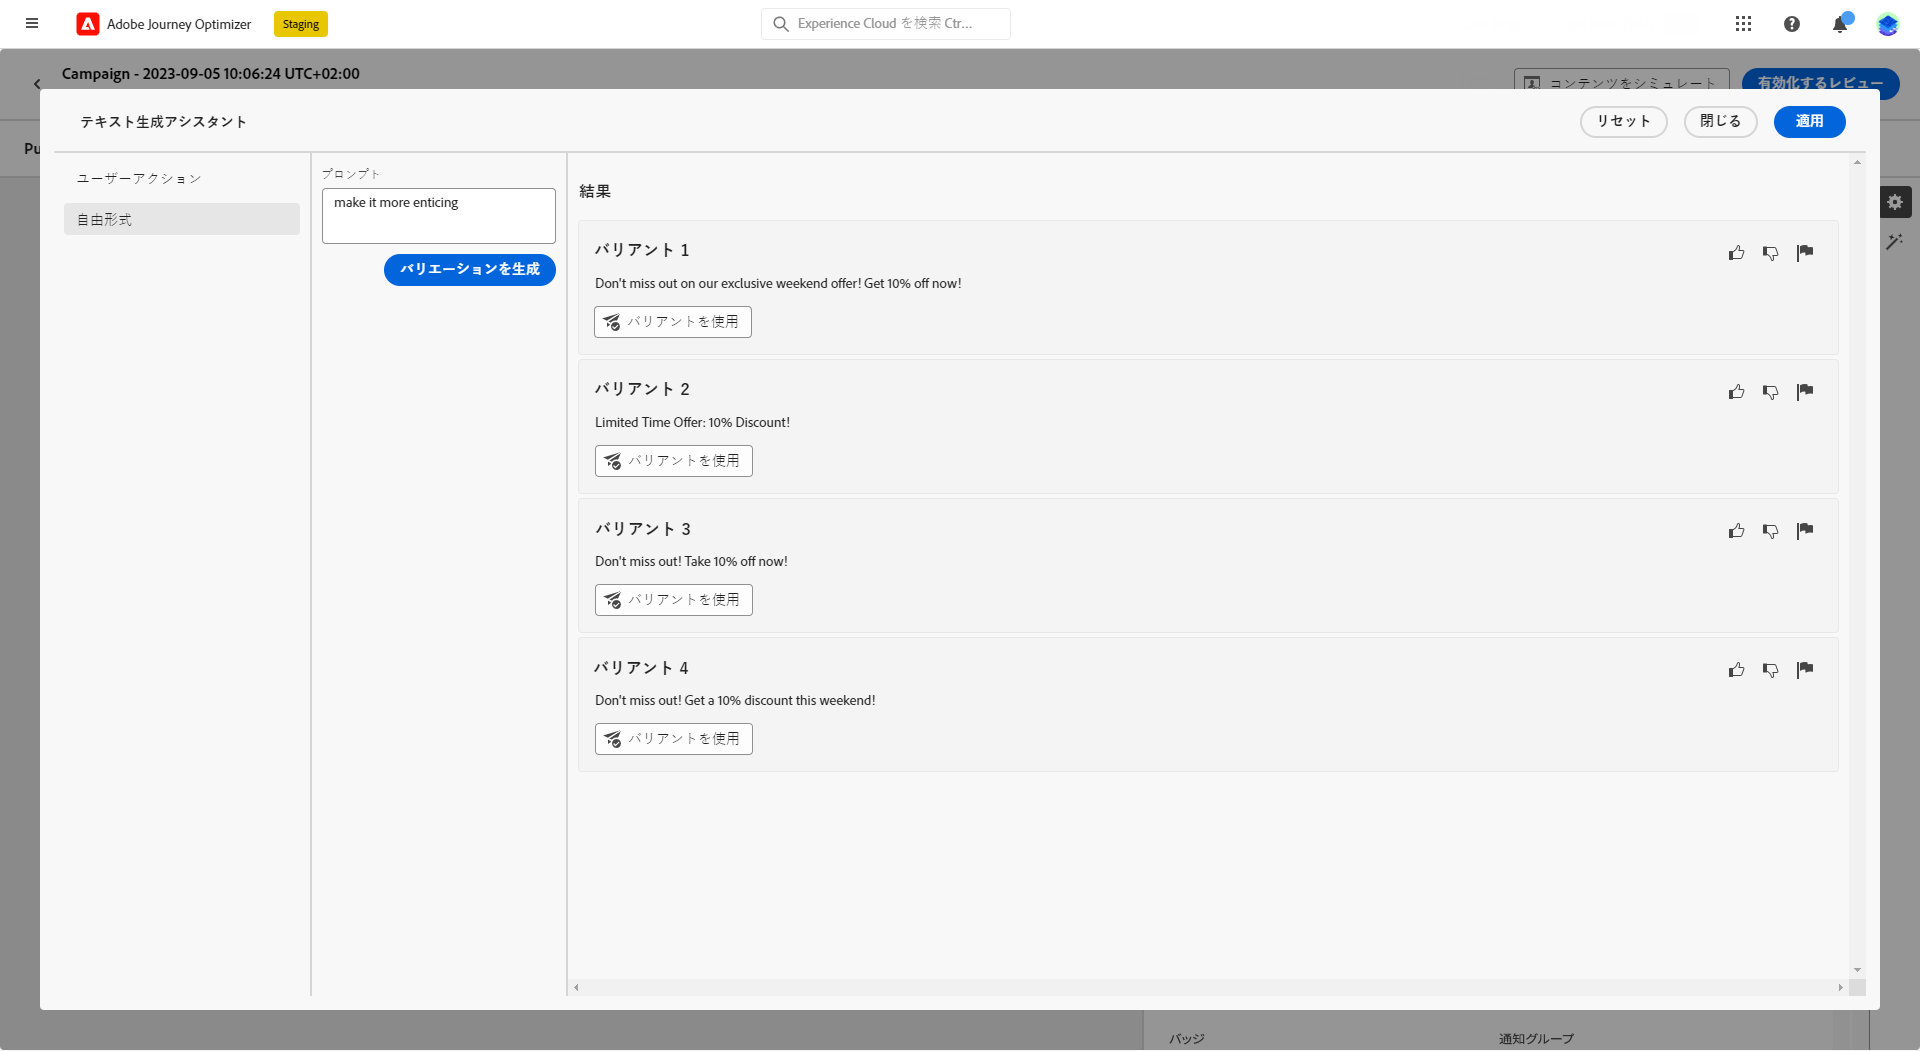 Adobe Journey Optimizer
Staging
Experience Cloud を検索 Ctr...
Campaign - 2023-09-05 10:06:24 UTC+02:00
コンテンツをシミュレート
有効化するレビュー
Pu
テキスト生成アシスタント
リセット
閉じる
適用
ユーザーアクション
自由形式
プロンプト
make it more enticing
バリエーションを生成
結果
バリアント 1
Don't miss out on our exclusive weekend offer! Get 10% off now!
バリアントを使用
バリアント 2
Limited Time Offer: 10% Discount!
バリアントを使用
バリアント 3
Don't miss out! Take 10% off now!
バリアントを使用
バリアント 4
Don't miss out! Get a 10% discount this weekend!
バリアントを使用
バッジ
通知グループ